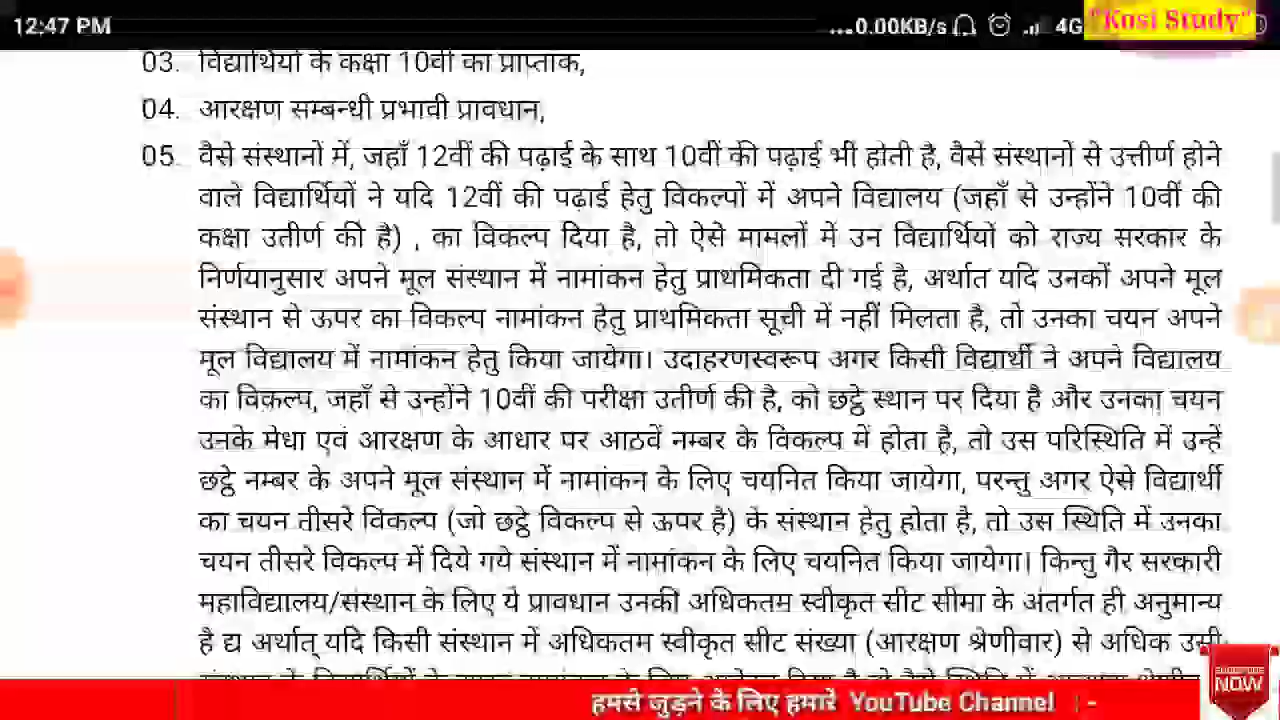 12:47 PM
...0.00KB/s 4G "Kosi Study"
03. विद्यार्थियों के कक्षा 10वीं का प्राप्तांक,
04. आरक्षण सम्बन्धी प्रभावी प्रावधान,
05. वैसे संस्थानों में, जहाँ 12वीं की पढ़ाई के साथ 10वीं की पढ़ाई भी होती है, वैसे संस्थानों से उत्तीर्ण होने
वाले विद्यार्थियों ने यदि 12वीं की पढ़ाई हेतु विकल्पों में अपने विद्यालय (जहाँ से उन्होंने 10वीं की
कक्षा उतीर्ण की है) , का विकल्प दिया है, तो ऐसे मामलों में उन विद्यार्थियों को राज्य सरकार के
निर्णयानुसार अपने मूल संस्थान में नामांकन हेतु प्राथमिकता दी गई है, अर्थात यदि उनकों अपने मूल
संस्थान से ऊपर का विकल्प नामांकन हेतु प्राथमिकता सूची में नहीं मिलता है, तो उनका चयन अपने
मूल विद्यालय में नामांकन हेतु किया जायेगा। उदाहरणस्वरूप अगर किसी विद्यार्थी ने अपने विद्यालय
का विकल्प, जहाँ से उन्होंने 10वीं की परीक्षा उतीर्ण की है, को छट्ठे स्थान पर दिया है और उनका चयन
उनके मेधा एवं आरक्षण के आधार पर आठवें नम्बर के विकल्प में होता है, तो उस परिस्थिति में उन्हें
छट्ठे नम्बर के अपने मूल संस्थान में नामांकन के लिए चयनित किया जायेगा, परन्तु अगर ऐसे विद्यार्थी
का चयन तीसरे विकल्प (जो छट्ठे विकल्प से ऊपर है) के संस्थान हेतु होता है, तो उस स्थिति में उनका
चयन तीसरे विकल्प में दिये गये संस्थान में नामांकन के लिए चयनित किया जायेगा। किन्तु गैर सरकारी
महाविद्यालय/संस्थान के लिए ये प्रावधान उनकी अधिकतम स्वीकृत सीट सीमा के अंतर्गत ही अनुमान्य
है द्य अर्थात् यदि किसी संस्थान में अधिकतम स्वीकृत सीट संख्या (आरक्षण श्रेणीवार) से अधिक उसी
हमसे जुड़ने के लिए हमारे YouTube Channel : -
NOW